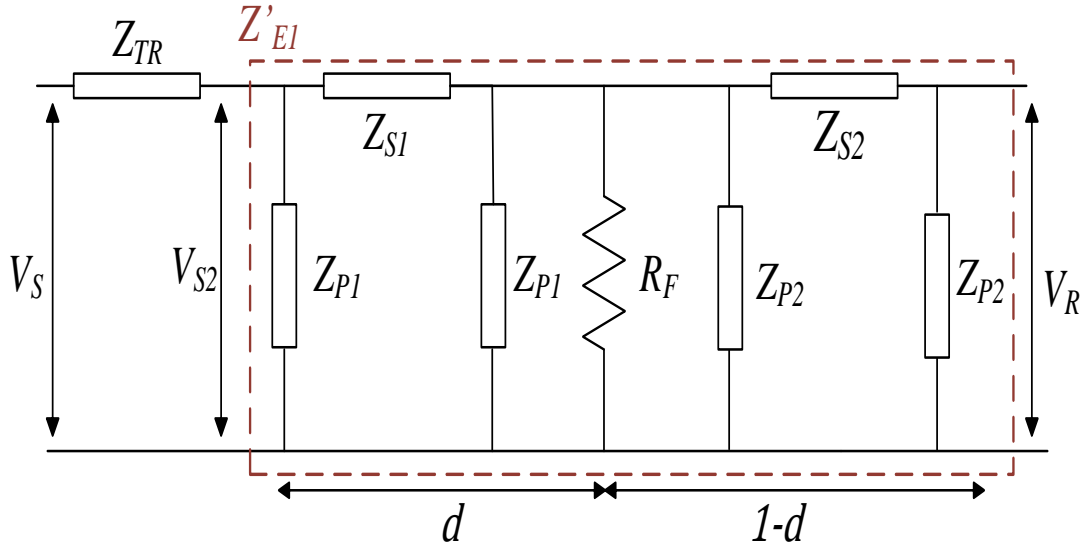 Z'E1
ZTR
ZS1
ZS2
VS
VS2
ZP1
ZP1
RF
ZP2
ZP2
VR
d
1-d